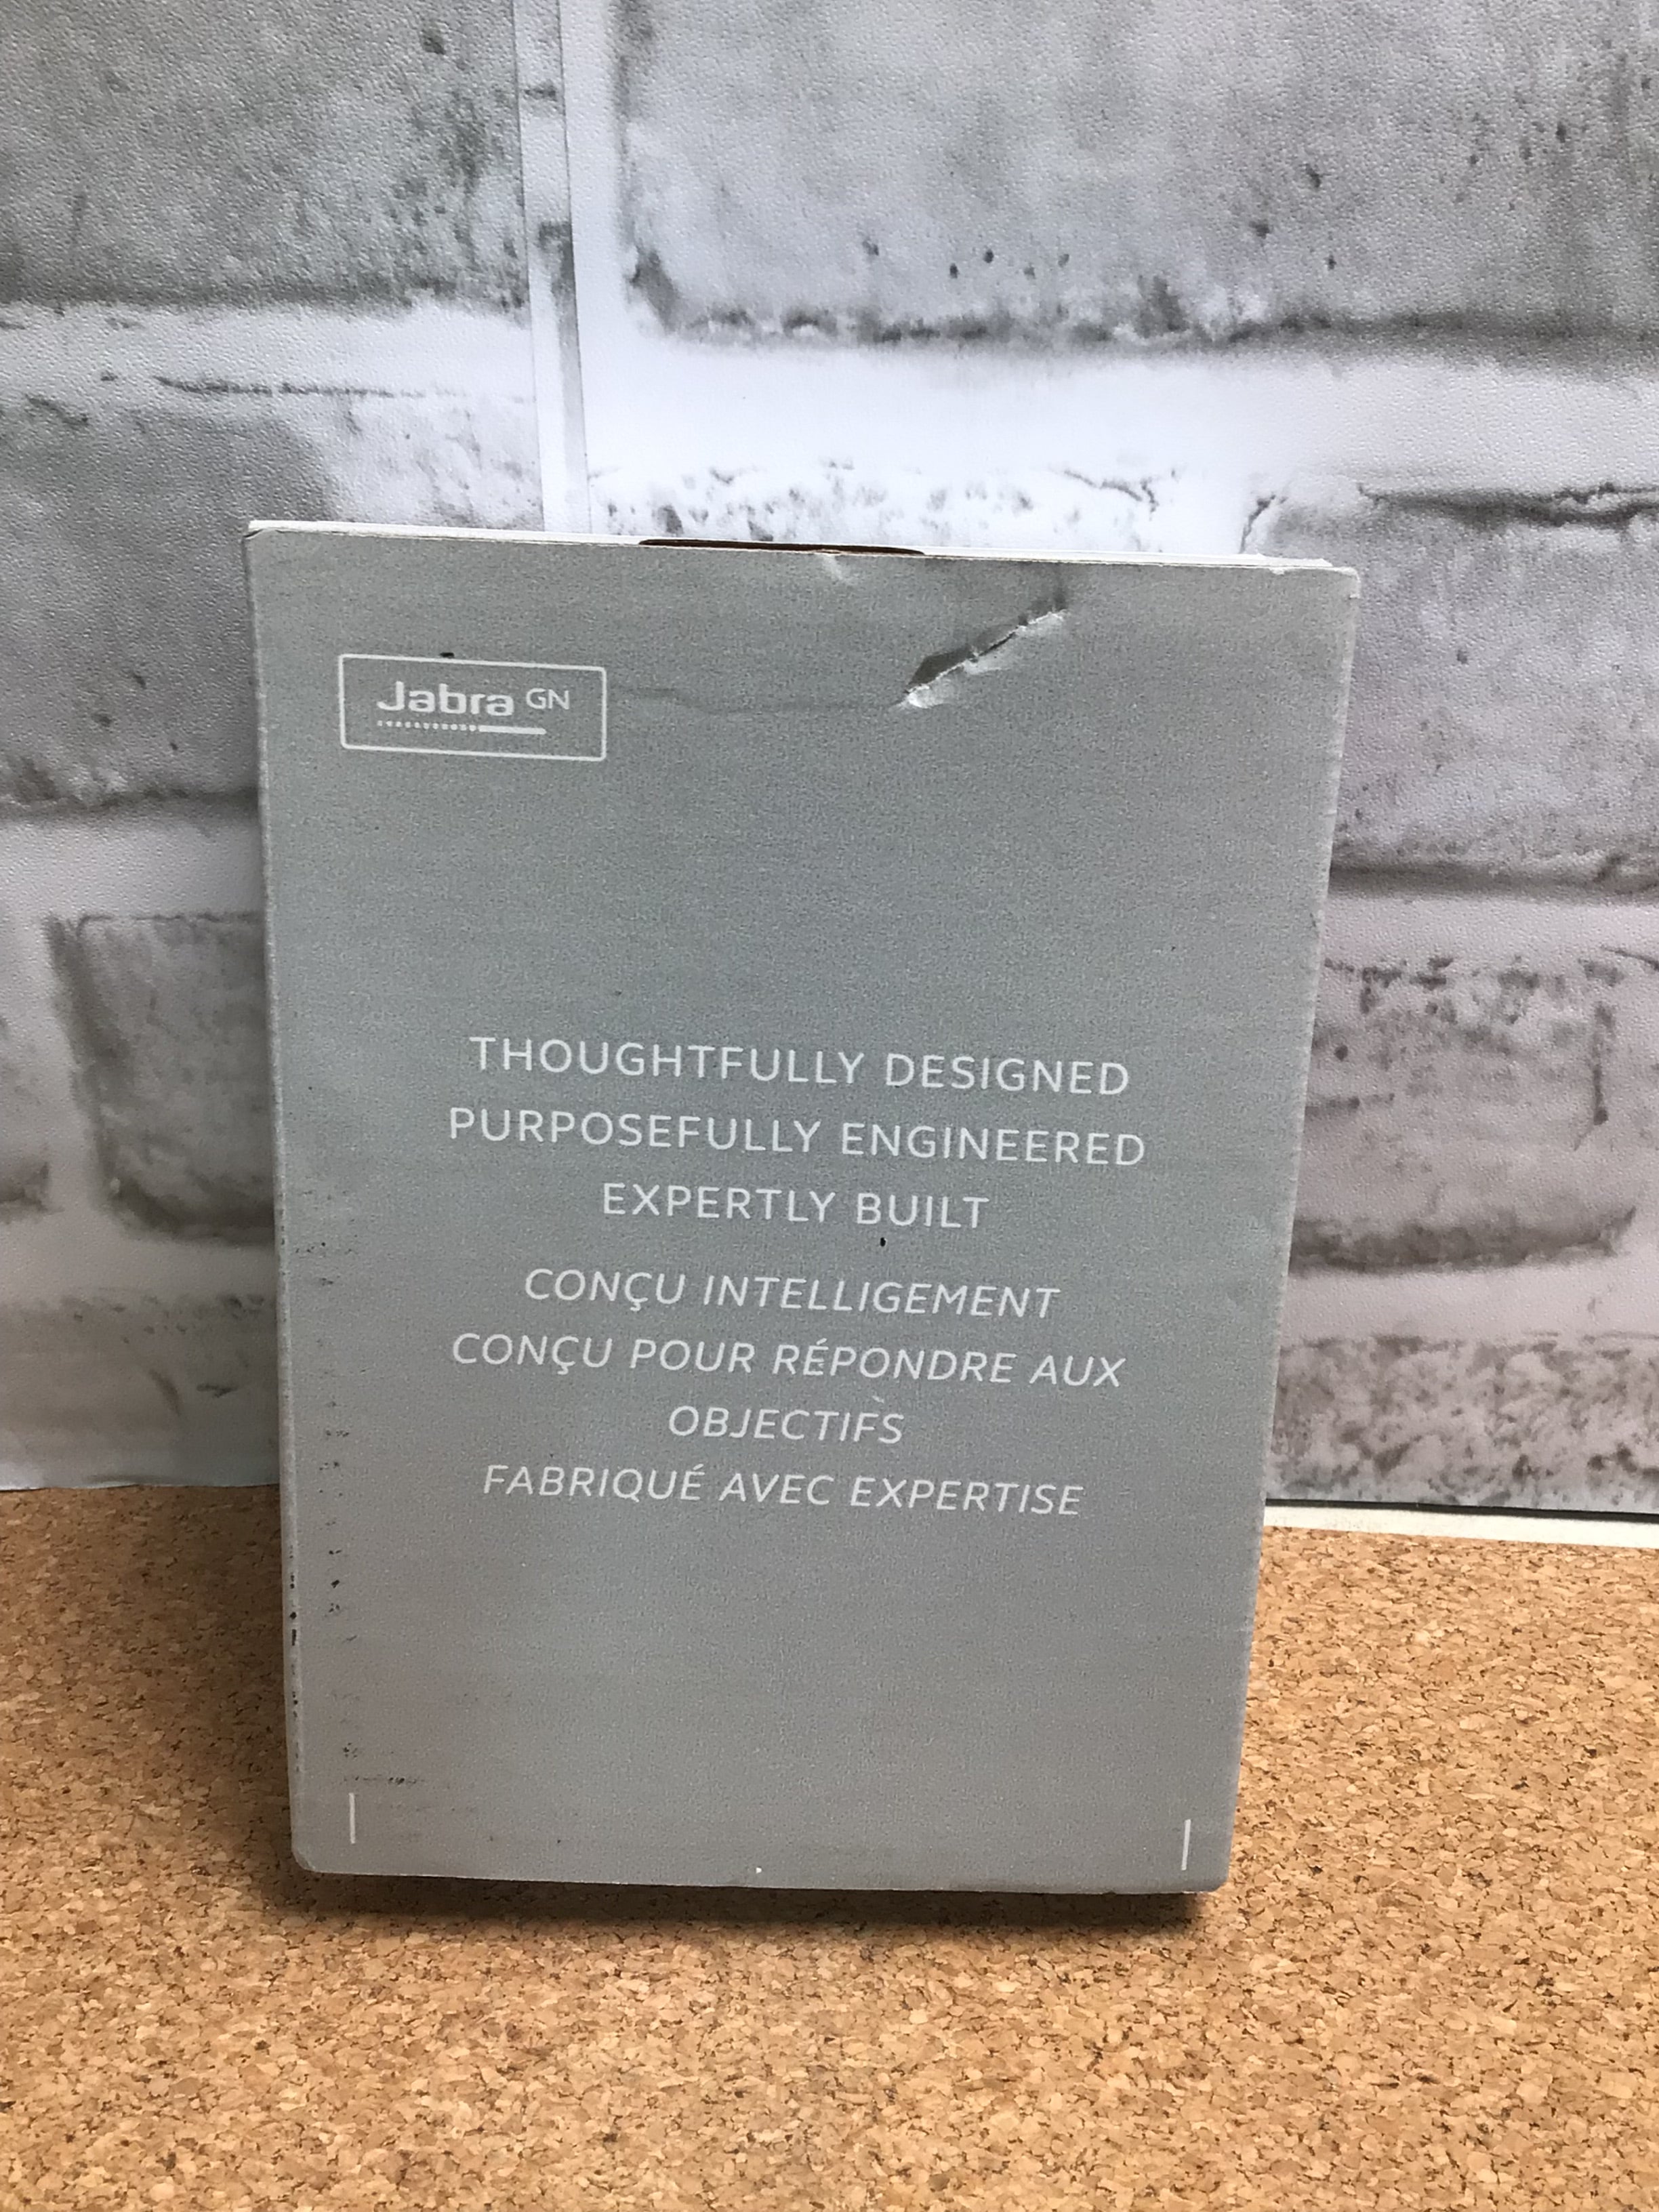 Jabra GN
THOUGHTFULLY DESIGNED
PURPOSEFULLY ENGINEERED
EXPERTLY BUILT
CONÇU INTELLIGEMENT
CONÇU POUR RÉPONDRE AUX
OBJECTIFS
FABRIQUÉ AVEC EXPERTISE